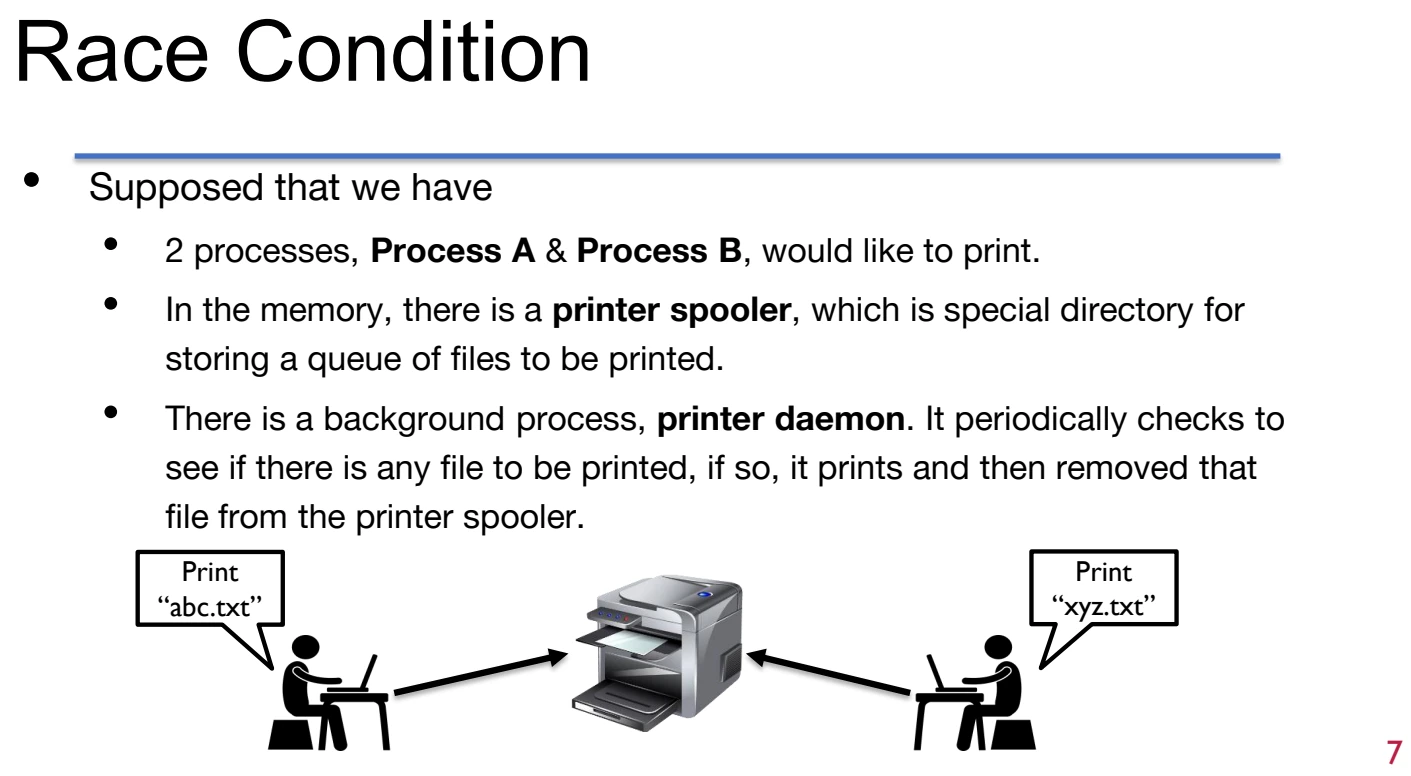 Race Condition
• Supposed that we have
• 2 processes, Process A & Process B, would like to print.
• In the memory, there is a printer spooler, which is special directory for
storing a queue of files to be printed.
• There is a background process, printer daemon. It periodically checks to
see if there is any file to be printed, if so, it prints and then removed that
file from the printer spooler.
Print
“abc.txt”
Print
“xyz.txt”
7